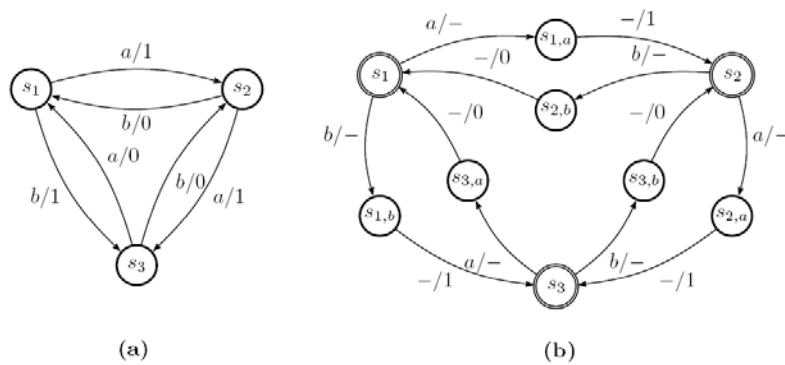 a/−
s1,a
−/1
a/1
−/0
b/−
s1
s2
s1
s2
b/0
s2,b
−/0
−/0
b/−
a/−
a/0
b/1
b/0
a/1
s3,a
s3,b
s1,b
s2,a
s3
a/−
b/−
−/1
s3
−/1
(a)
(b)